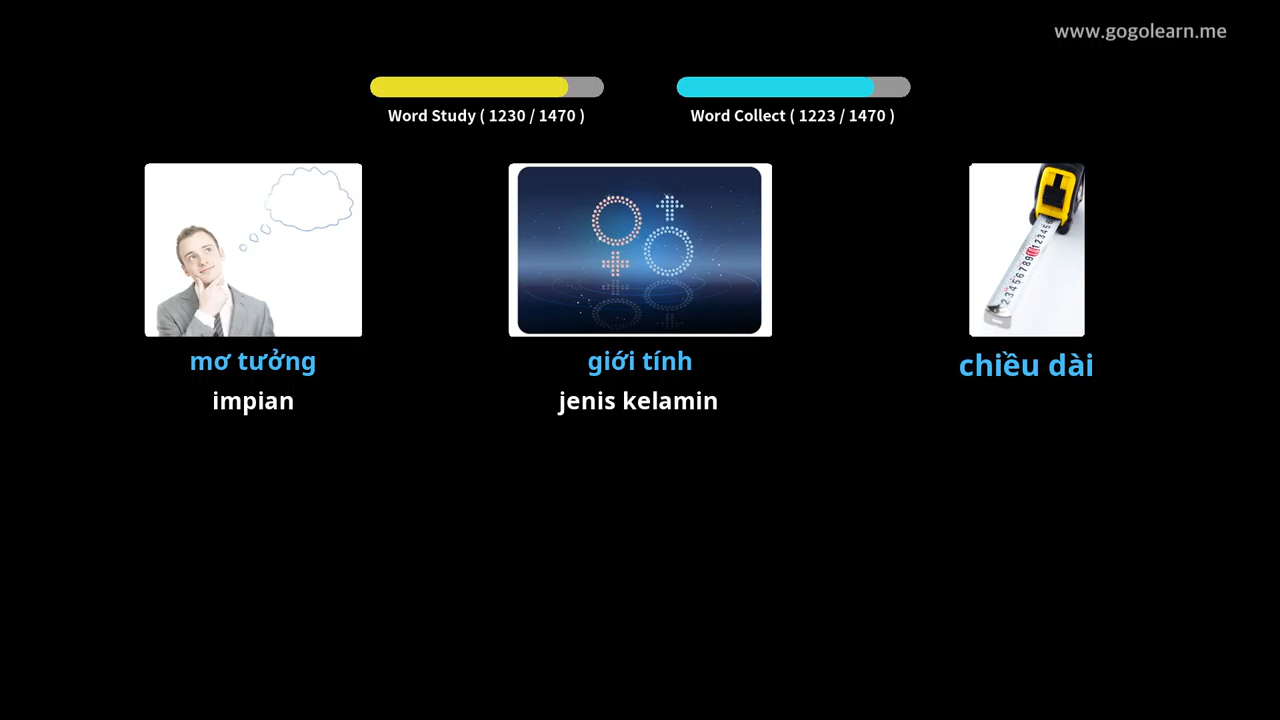 www.gogolearn.me
Word Study ( 1230 / 1470 )
Word Collect ( 1223 / 1470 )
mơ tưởng
impian
giới tính
jenis kelamin
chiều dài